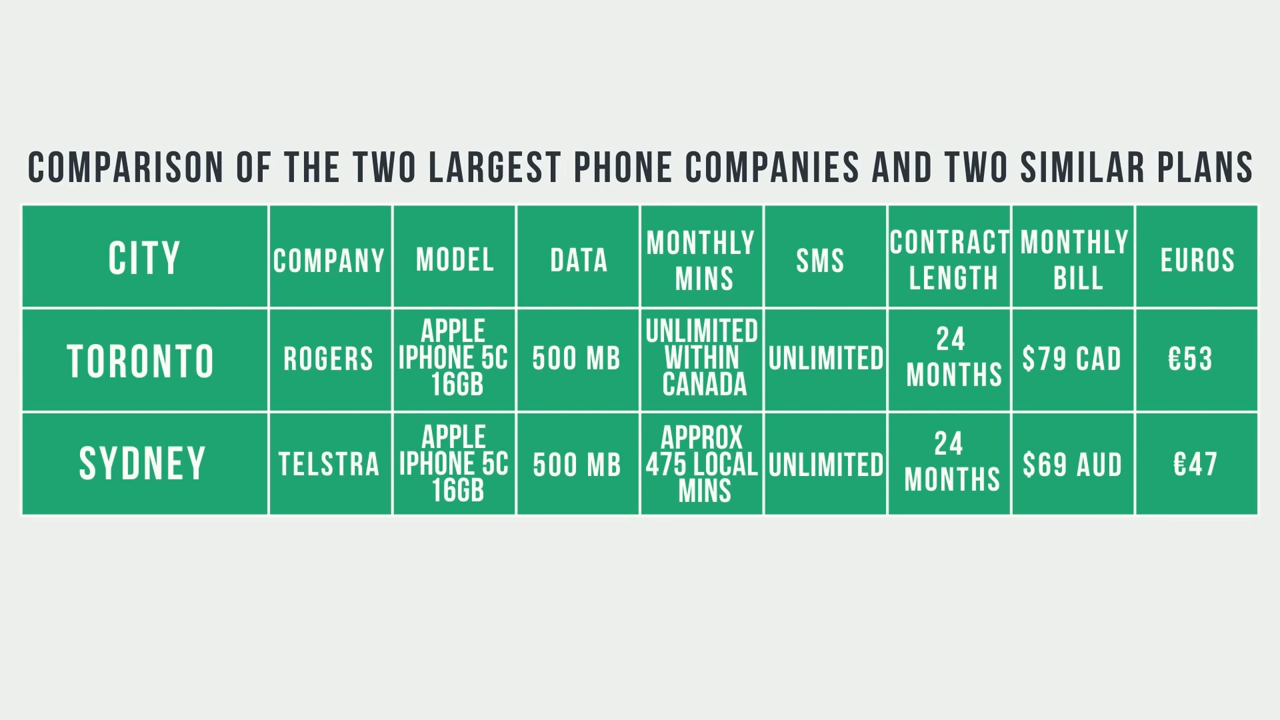 COMPARISON OF THE TWO LARGEST PHONE COMPANIES AND TWO SIMILAR PLANS
CITY
COMPANY
MODEL
DATA
MONTHLY
MINS
SMS
CONTRACT
LENGTH
MONTHLY
BILL
EUROS
TORONTO
ROGERS
APPLE
IPHONE 5C
16GB
500 MB
UNLIMITED
WITHIN
CANADA
UNLIMITED
24
MONTHS
$79 CAD
€53
SYDNEY
TELSTRA
APPLE
IPHONE 5C
16GB
500 MB
APPROX
475 LOCAL
MINS
UNLIMITED
24
MONTHS
$69 AUD
€47